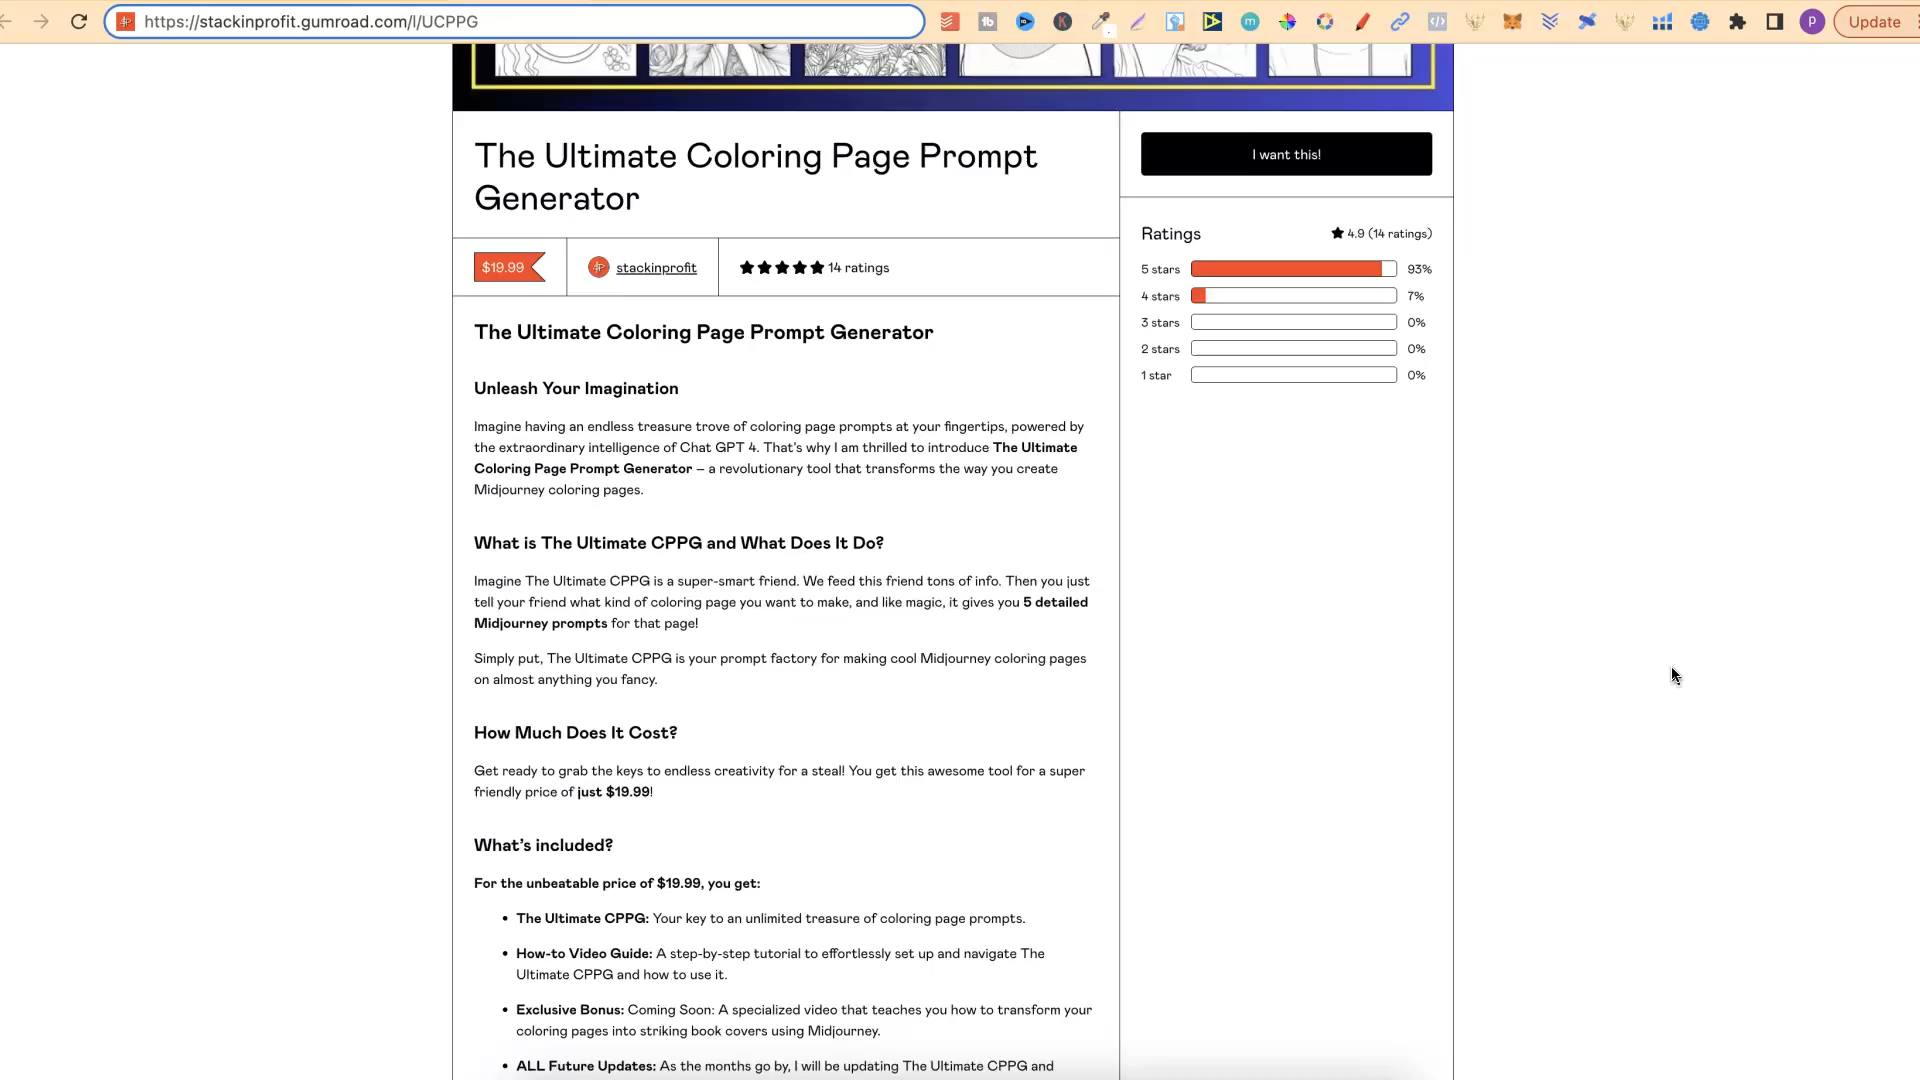 https://stackinprofit.gumroad.com/l/UCPPG
Update
The Ultimate Coloring Page Prompt
Generator
I want this!
$19.99
stackinprofit
14 ratings
Ratings
4.9 (14 ratings)
5 stars
93%
4 stars
7%
3 stars
0%
2 stars
0%
1 star
0%
The Ultimate Coloring Page Prompt Generator
Unleash Your Imagination
Imagine having an endless treasure trove of coloring page prompts at your fingertips, powered by
the extraordinary intelligence of Chat GPT 4. That's why I am thrilled to introduce The Ultimate
Coloring Page Prompt Generator – a revolutionary tool that transforms the way you create
Midjourney coloring pages.
What is The Ultimate CPPG and What Does It Do?
Imagine The Ultimate CPPG is a super-smart friend. We feed this friend tons of info. Then you just
tell your friend what kind of coloring page you want to make, and like magic, it gives you 5 detailed
Midjourney prompts for that page!
Simply put, The Ultimate CPPG is your prompt factory for making cool Midjourney coloring pages
on almost anything you fancy.
How Much Does It Cost?
Get ready to grab the keys to endless creativity for a steal! You get this awesome tool for a super
friendly price of just $19.99!
What's included?
For the unbeatable price of $19.99, you get:
• The Ultimate CPPG: Your key to an unlimited treasure of coloring page prompts.
• How-to Video Guide: A step-by-step tutorial to effortlessly set up and navigate The
Ultimate CPPG and how to use it.
• Exclusive Bonus: Coming Soon: A specialized video that teaches you how to transform your
coloring pages into striking book covers using Midjourney.
• ALL Future Updates: As the months go by, I will be updating The Ultimate CPPG and